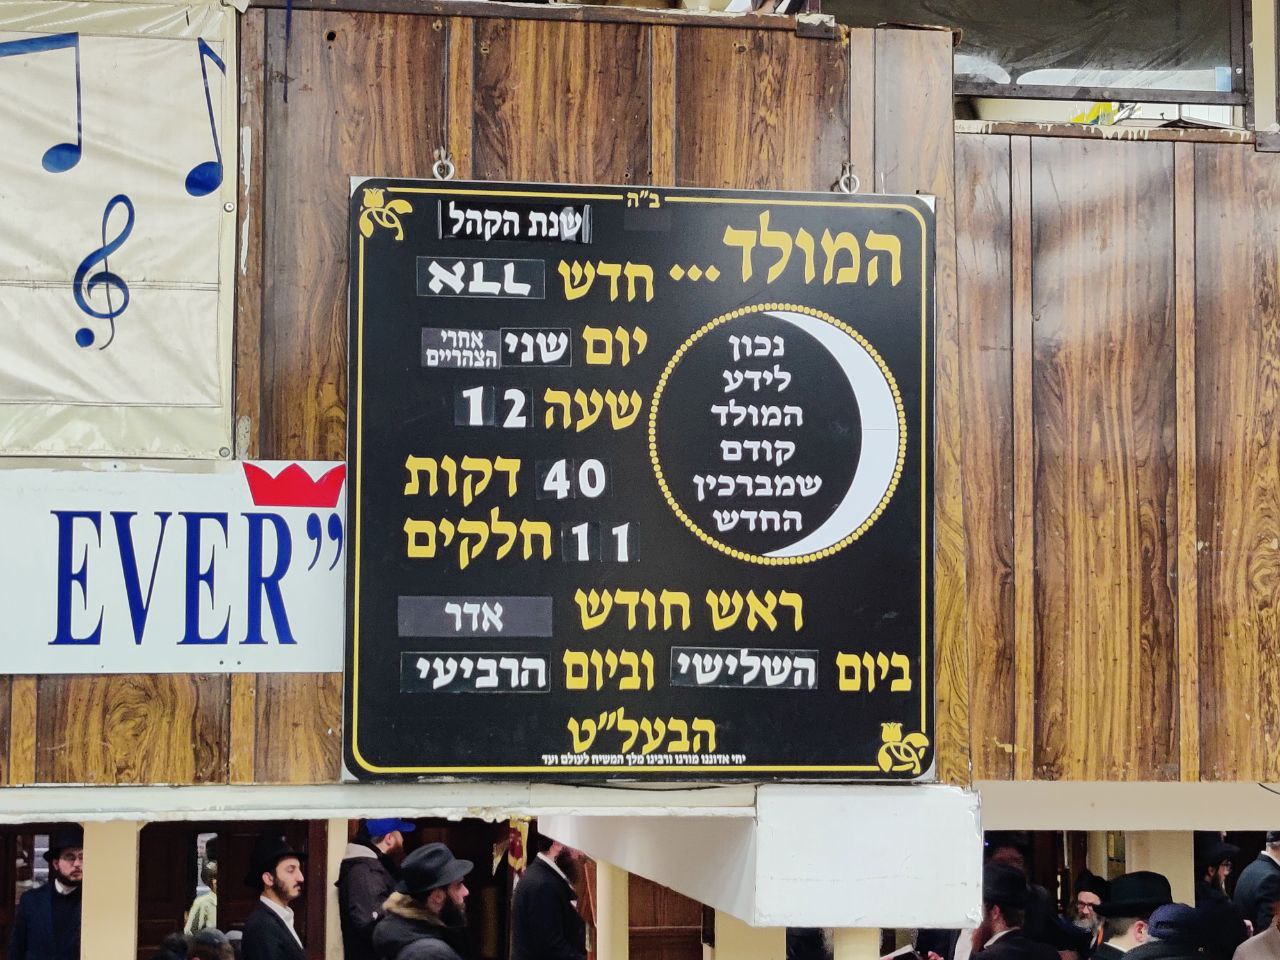 ב"ה
שנת הקהל
המולד... חדש ALL
יום שני אחרי הצהריים
שעה 12
40 דקות
11 חלקים
נכון
לידע
המולד
קודם
שמברכין
החדש
ראש חודש אדר
ביום השלישי וביום הרביעי
הבעל"ט
יחי אדוננו מורנו ורבינו מלך המשיח לעולם ועד
EVER”